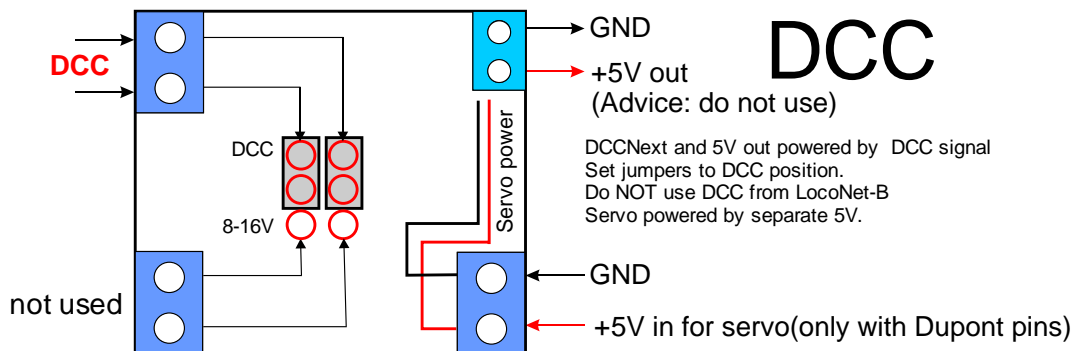 DCC
DCC
8-16V
not used
Servo power
GND
+5V out
(Advice: do not use)
DCC
DCCNext and 5V out powered by DCC signal
Set jumpers to DCC position.
Do NOT use DCC from LocoNet-B
Servo powered by separate 5V.
GND
+5V in for servo(only with Dupont pins)